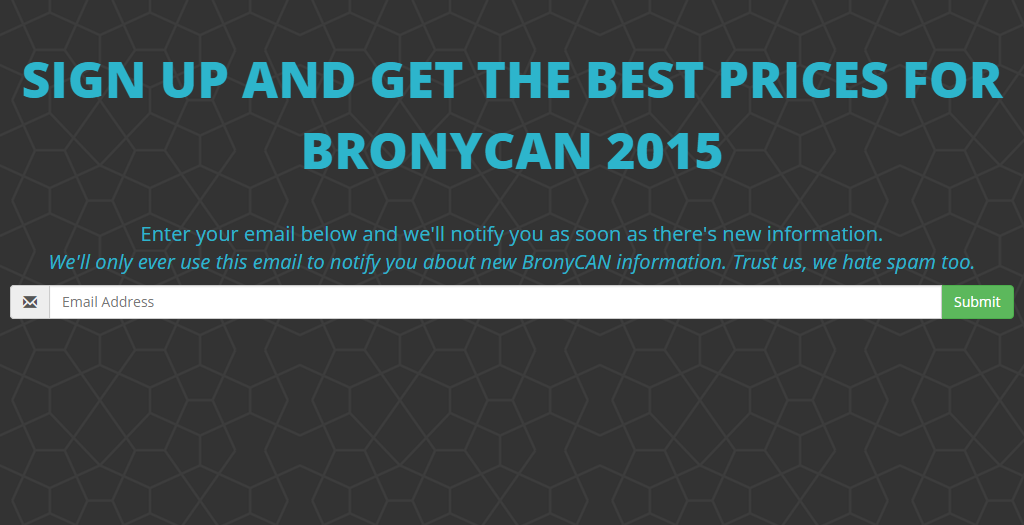 SIGN UP AND GET THE BEST PRICES FOR
BRONYCAN 2015
Enter your email below and we'll notify you as soon as there's new information.
We'll only ever use this email to notify you about new BronyCAN information. Trust us, we hate spam too.
Email Address
Submit